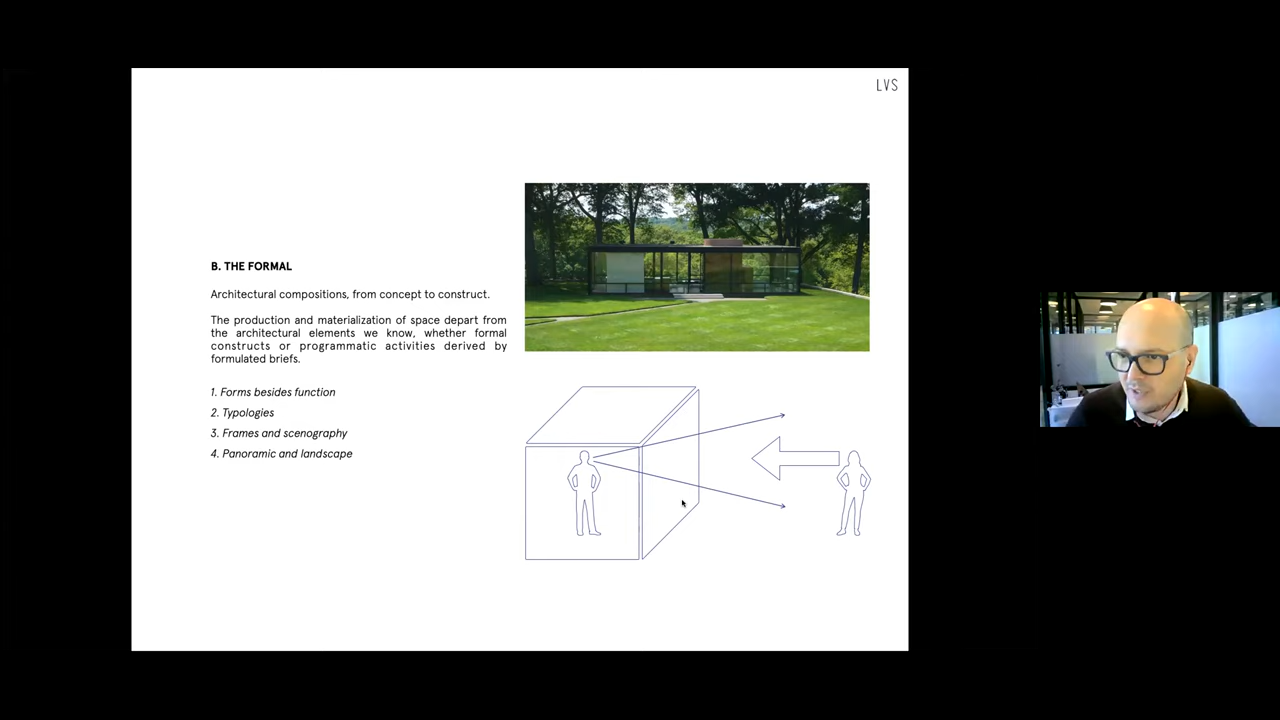 LVS
B. THE FORMAL
Architectural compositions, from concept to construct.
The production and materialization of space depart from
the architectural elements we know, whether formal
constructs or programmatic activities derived by
formulated briefs.
1. Forms besides function
2. Typologies
3. Frames and scenography
4. Panoramic and landscape